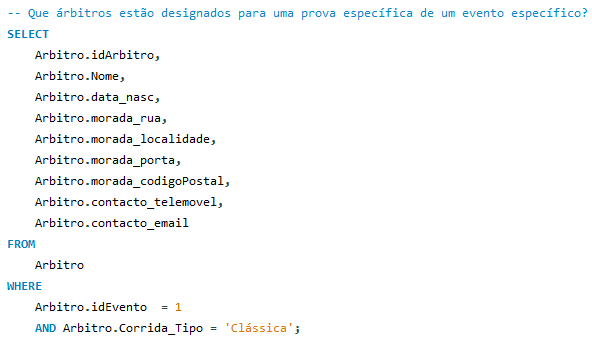 -- Que árbitros estão designados para uma prova específica de um evento específico?
SELECT
    Arbitro.idArbitro,
    Arbitro.Nome,
    Arbitro.data_nasc,
    Arbitro.morada_rua,
    Arbitro.morada_localidade,
    Arbitro.morada_porta,
    Arbitro.morada_codigoPostal,
    Arbitro.contacto_telemovel,
    Arbitro.contacto_email
FROM
    Arbitro
WHERE
    Arbitro.idEvento  = 1
    AND Arbitro.Corrida_Tipo = 'Clássica';